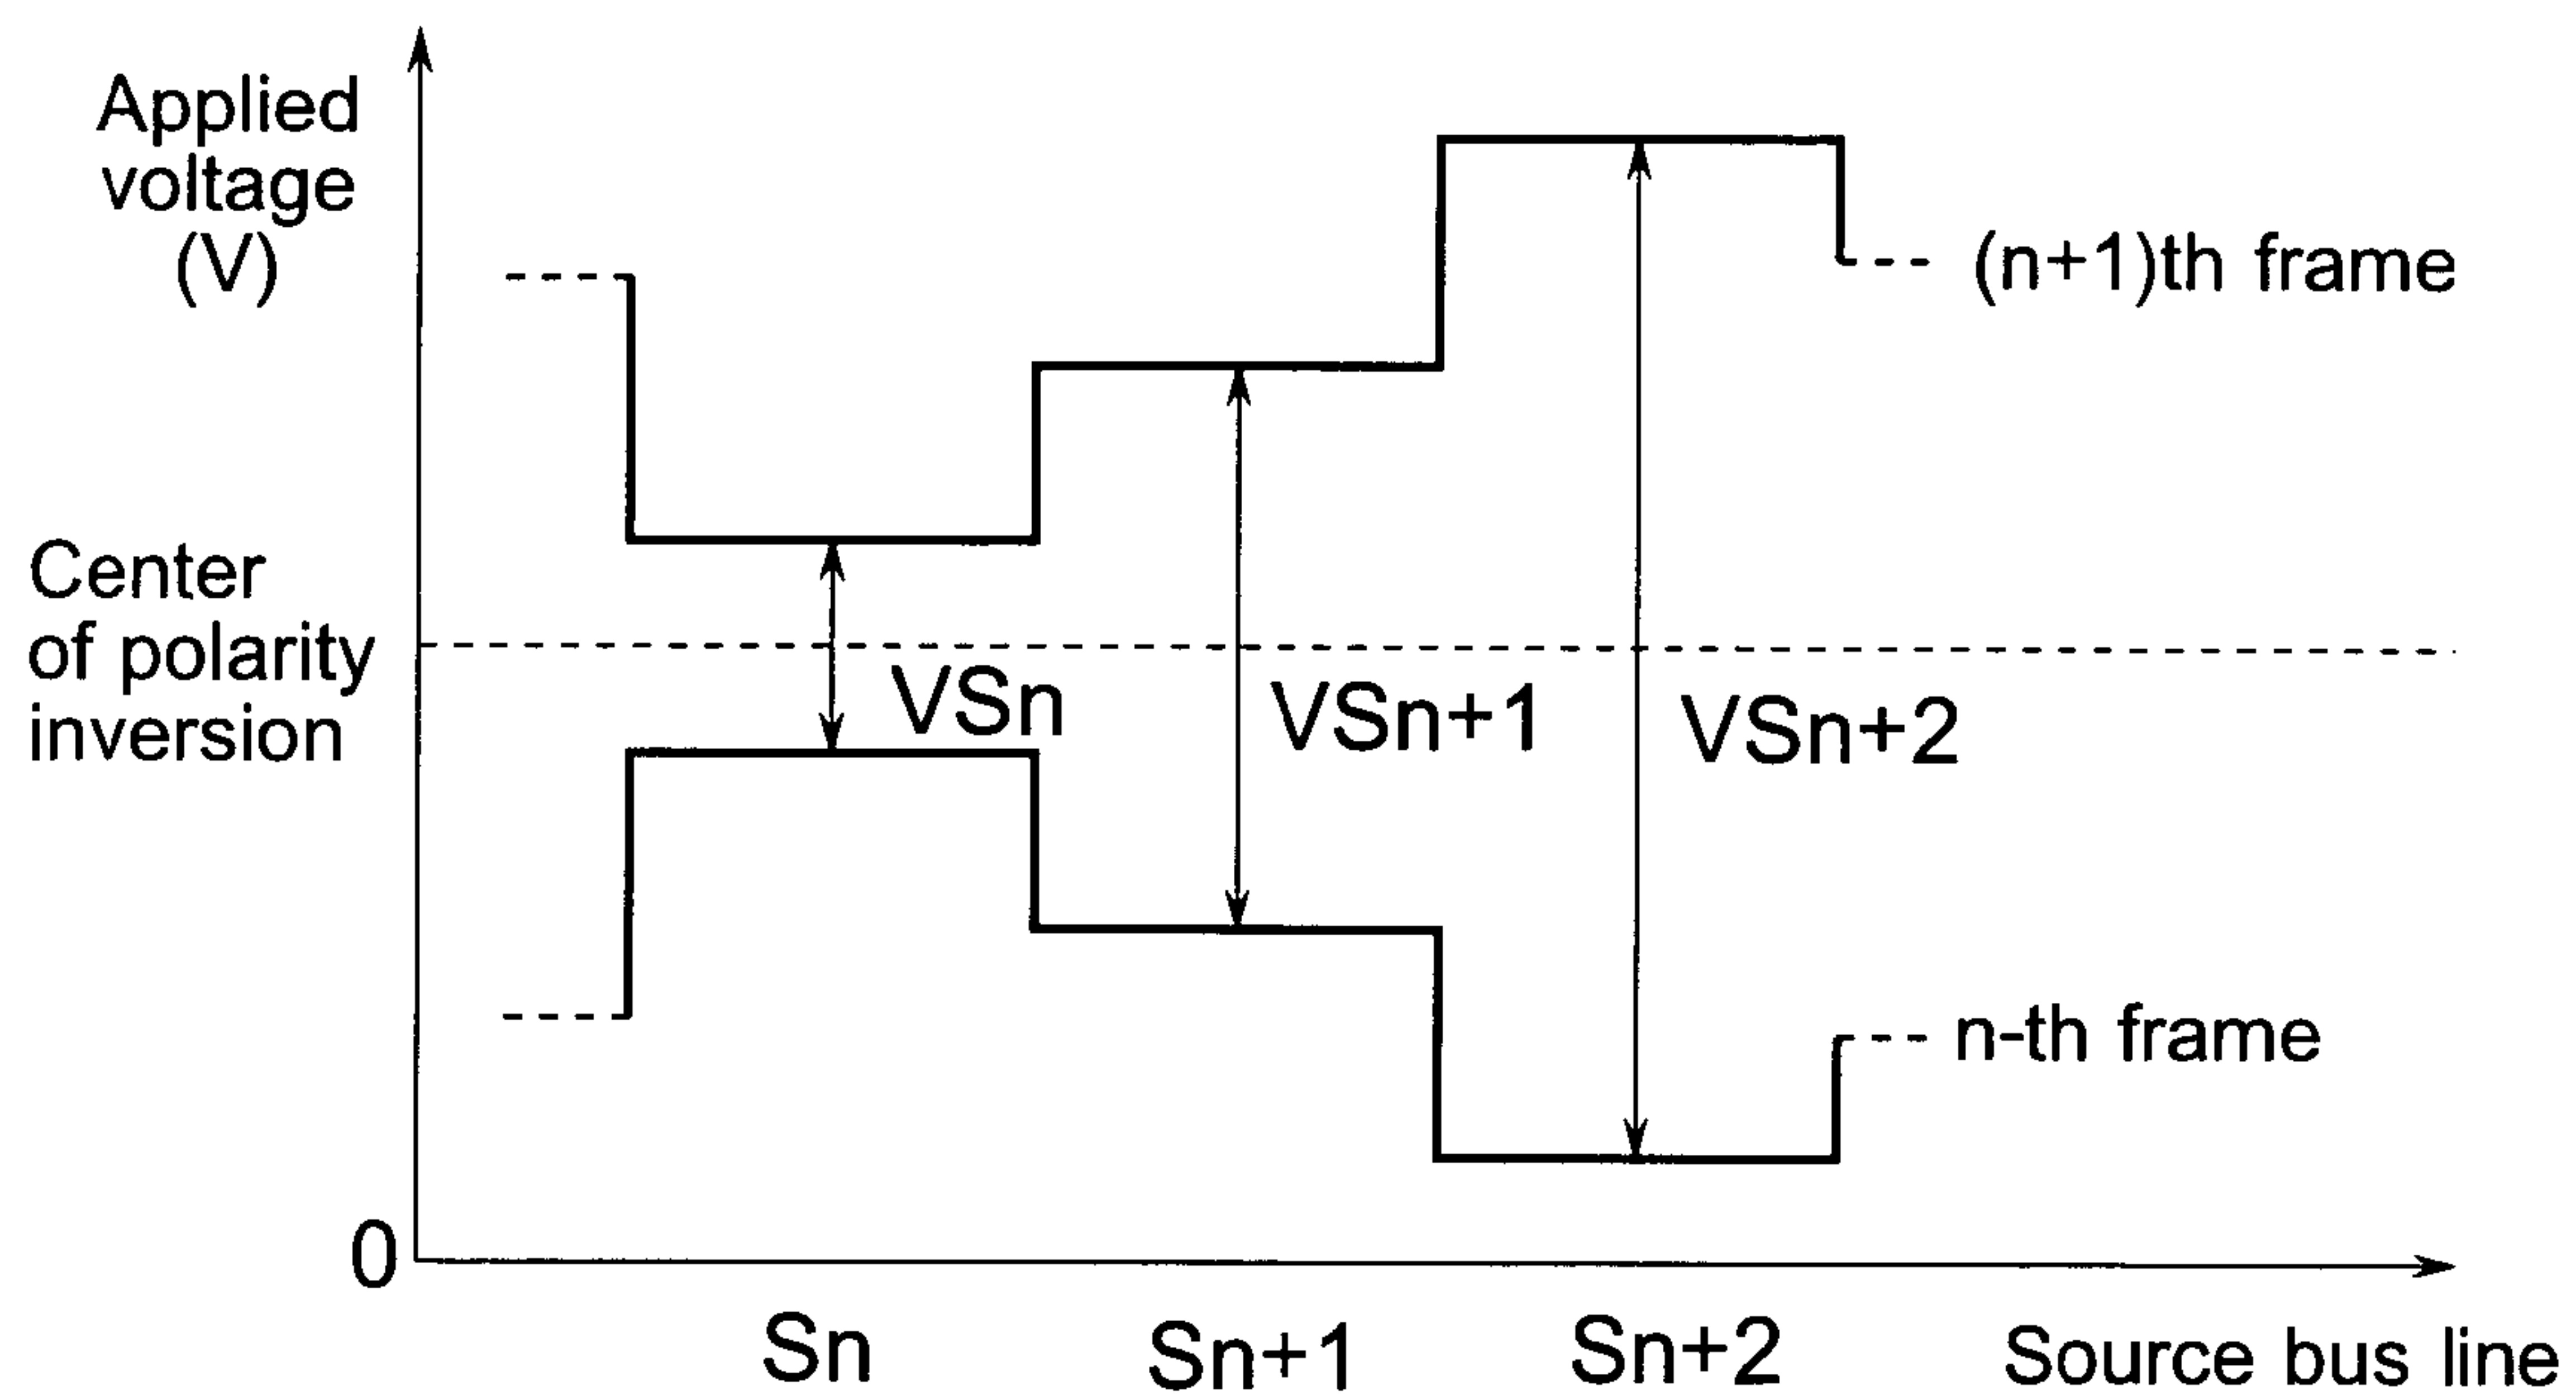 Applied
voltage
(V)
(n+1)th frame
Center
of polarity
inversion
VSn
VSn+1
VSn+2
n-th frame
0
Sn
Sn+1
Sn+2
Source bus line